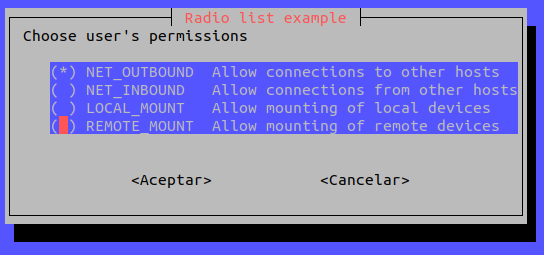 Radio list example
Choose user's permissions
(*) NET_OUTBOUND  Allow connections to other hosts
( ) NET_INBOUND   Allow connections from other hosts
( ) LOCAL_MOUNT   Allow mounting of local devices
( ) REMOTE_MOUNT  Allow mounting of remote devices
<Aceptar> <Cancelar>